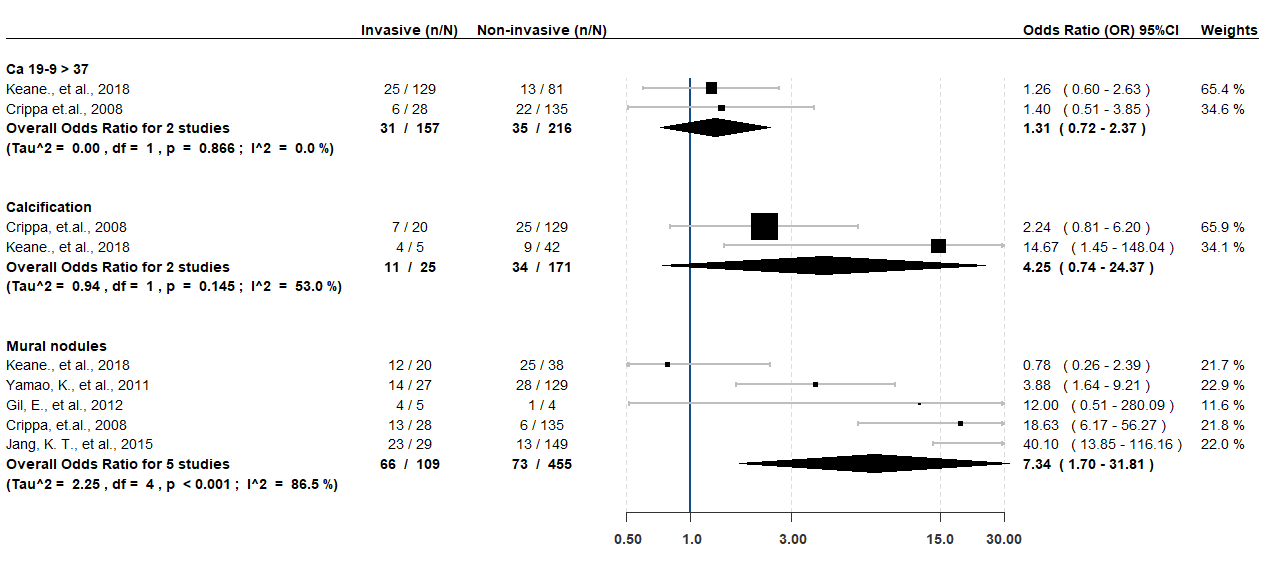 Invasive (n/N) Non-invasive (n/N) Odds Ratio (OR) 95%CI Weights
Ca 19-9 > 37
Keane., et al., 2018 25 / 129 13 / 81 1.26 ( 0.60 - 2.63 ) 65.4 %
Crippa et.al., 2008 6 / 28 22 / 135 1.40 ( 0.51 - 3.85 ) 34.6 %
Overall Odds Ratio for 2 studies 31 / 157 35 / 216 1.31 ( 0.72 - 2.37 )
(Tau^2 = 0.00 , df = 1 , p = 0.866 ; I^2 = 0.0 %)
Calcification
Crippa, et.al., 2008 7 / 20 25 / 129 2.24 ( 0.81 - 6.20 ) 65.9 %
Keane., et al., 2018 4 / 5 9 / 42 14.67 ( 1.45 - 148.04 ) 34.1 %
Overall Odds Ratio for 2 studies 11 / 25 34 / 171 4.25 ( 0.74 - 24.37 )
(Tau^2 = 0.94 , df = 1 , p = 0.145 ; I^2 = 53.0 %)
Mural nodules
Keane., et al., 2018 12 / 20 25 / 38 0.78 ( 0.26 - 2.39 ) 21.7 %
Yamao, K., et al., 2011 14 / 27 28 / 129 3.88 ( 1.64 - 9.21 ) 22.9 %
Gil, E., et al., 2012 4 / 5 1 / 4 12.00 ( 0.51 - 280.09 ) 11.6 %
Crippa, et al., 2008 13 / 28 6 / 135 18.63 ( 6.17 - 56.27 ) 21.8 %
Jang, K. T., et al., 2015 23 / 29 13 / 149 40.10 ( 13.85 - 116.16 ) 22.0 %
Overall Odds Ratio for 5 studies 66 / 109 73 / 455 7.34 ( 1.70 - 31.81 )
(Tau^2 = 2.25 , df = 4 , p < 0.001 ; I^2 = 86.5 %)
0.50 1.0 3.00 15.0 30.00